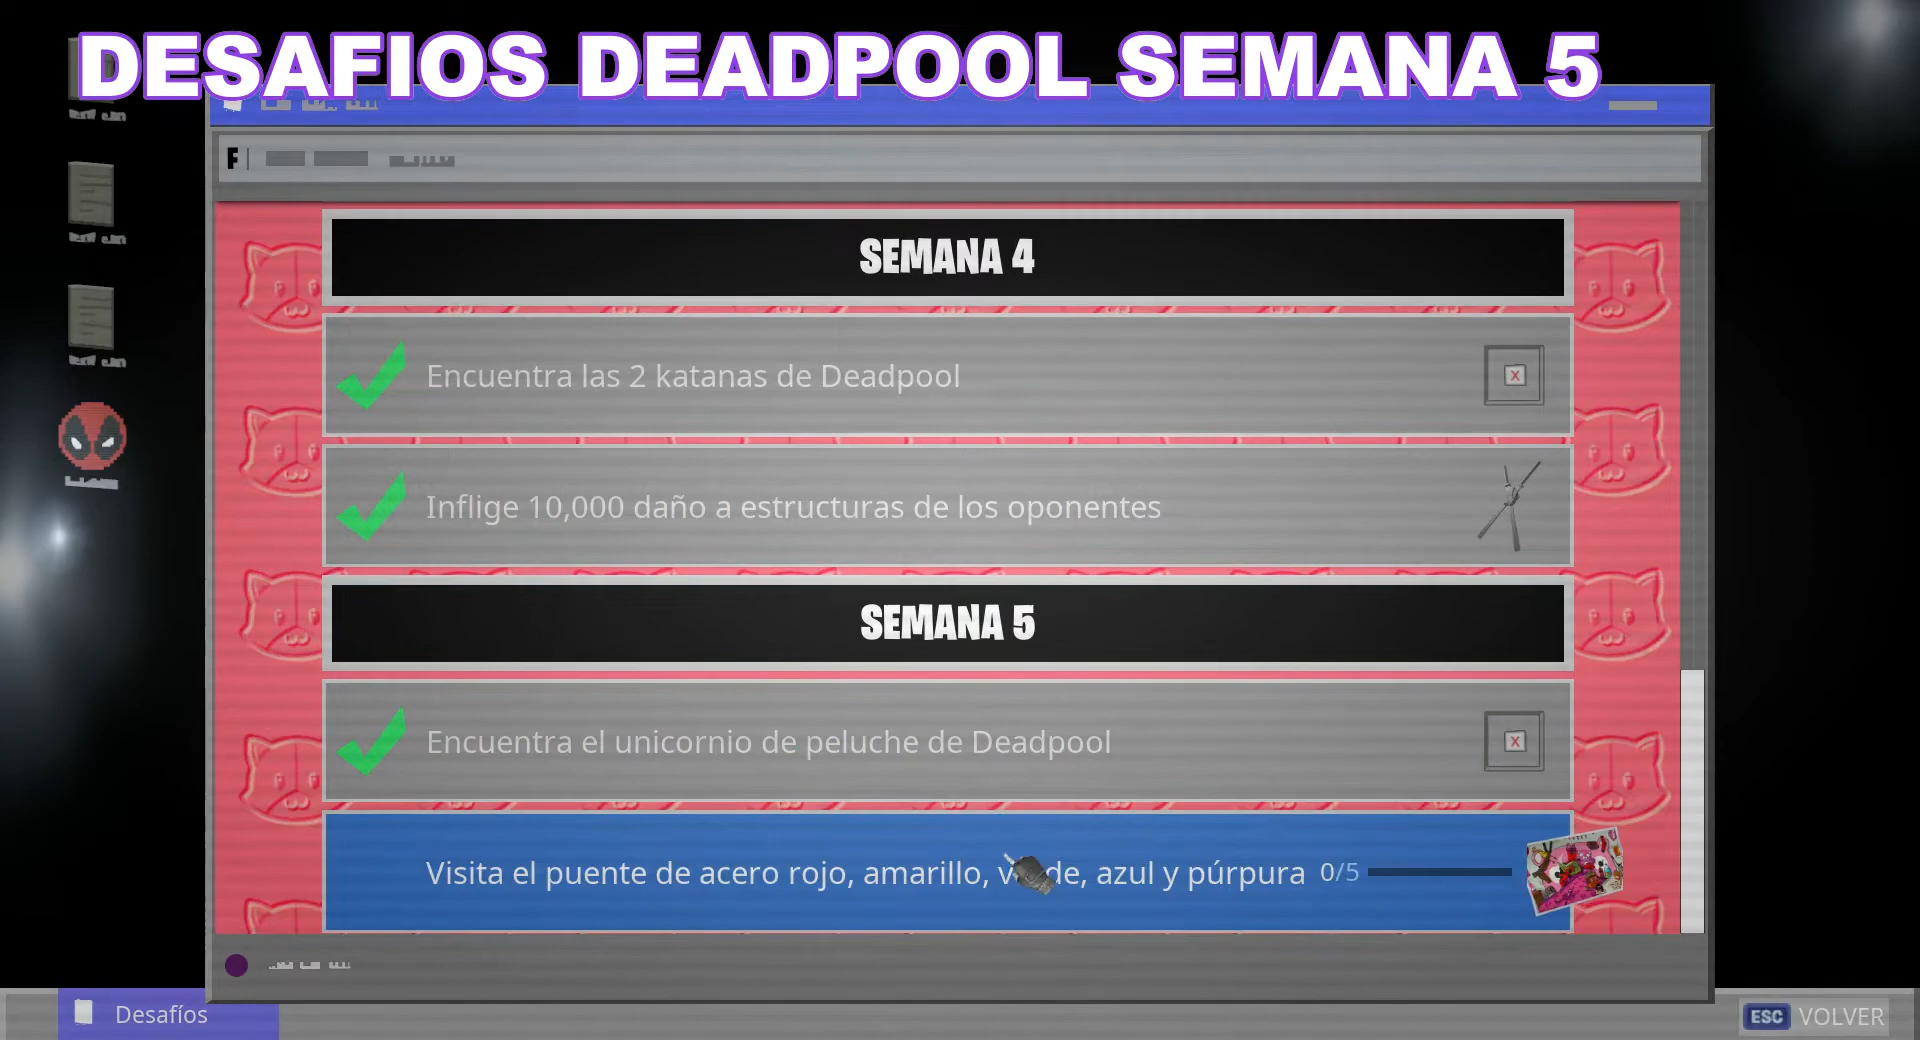 DESAFIOS DEADPOOL SEMANA 5
F
SEMANA 4
Encuentra las 2 katanas de Deadpool
X
Inflige 10,000 daño a estructuras de los oponentes
SEMANA 5
Encuentra el unicornio de peluche de Deadpool
X
Visita el puente de acero rojo, amarillo, verde, azul y púrpura 0/5
Desafíos
ESC VOLVER